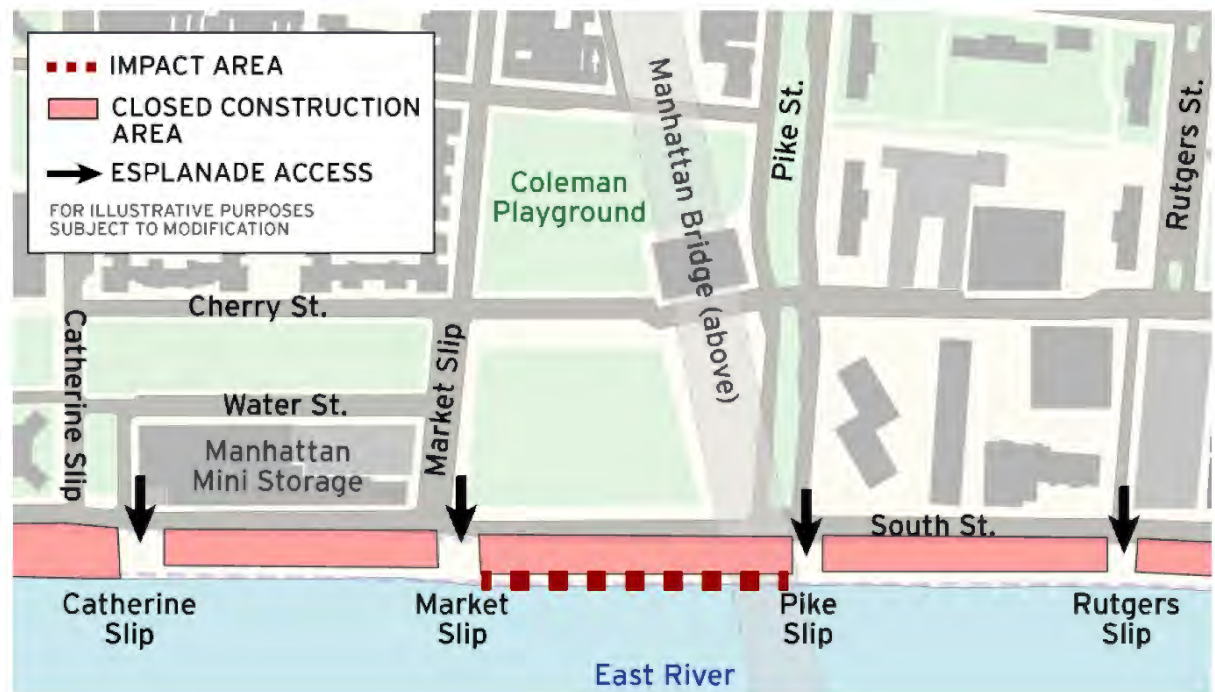 IMPACT AREA
CLOSED CONSTRUCTION
AREA
ESPLANADE ACCESS
FOR ILLUSTRATIVE PURPOSES
SUBJECT TO MODIFICATION
Manhattan Bridge (above)
Pike St.
Rutgers St.
Coleman
Playground
Cherry St.
Catherine Slip
Market Slip
Water St.
Manhattan
Mini Storage
South St.
Catherine
Slip
Market
Slip
Pike
Slip
Rutgers
Slip
East River